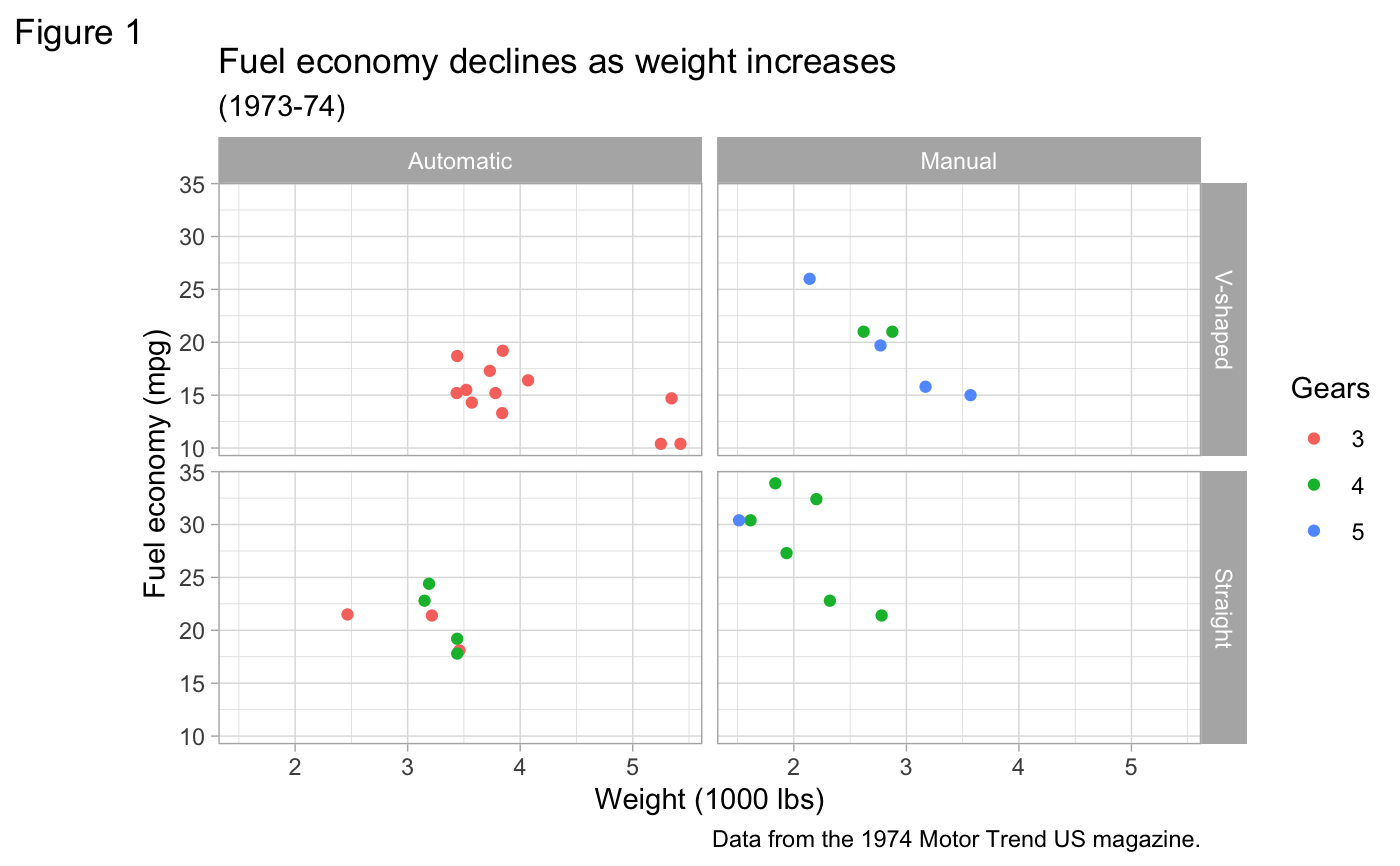 Figure 1
Fuel economy declines as weight increases
(1973-74)
Automatic
Manual
35
30
25
20
15
10
V-shaped
35
30
25
20
15
10
Straight
Fuel economy (mpg)
2
3
4
5
2
3
4
5
Weight (1000 lbs)
Gears
3
4
5
Data from the 1974 Motor Trend US magazine.